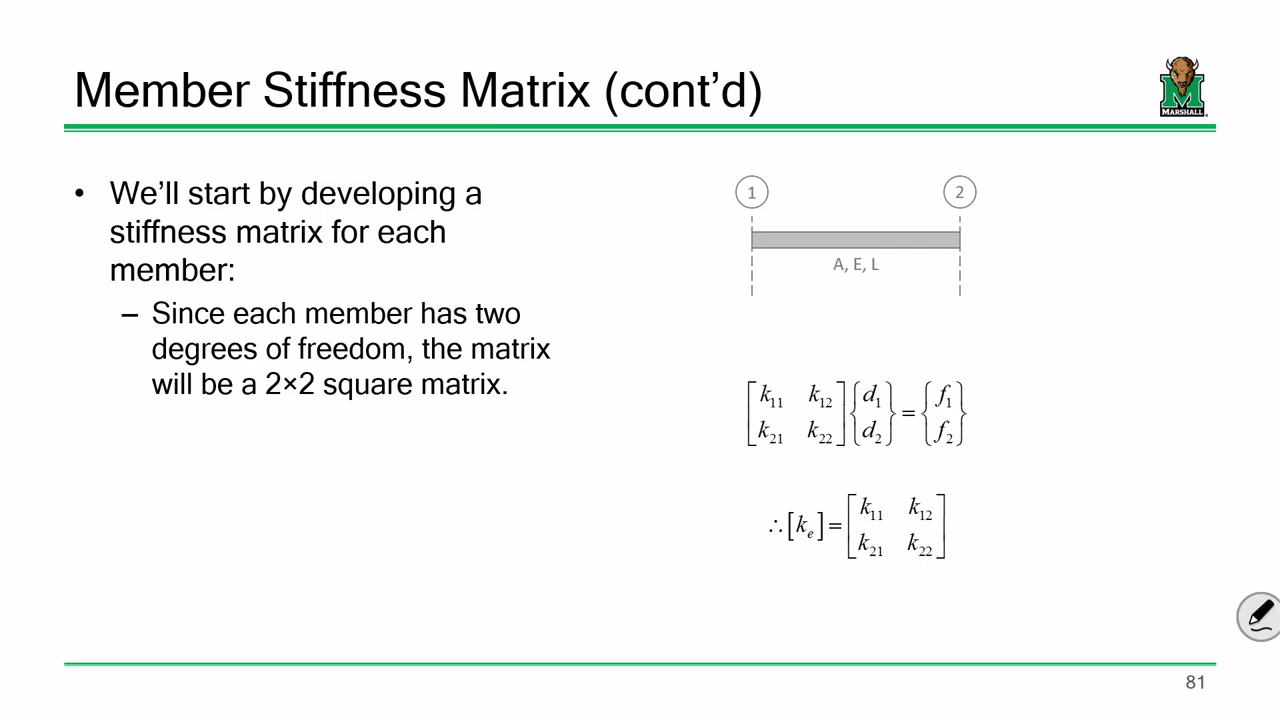 Member Stiffness Matrix (cont’d)
MARSHALL
• We’ll start by developing a
stiffness matrix for each
member:
– Since each member has two
degrees of freedom, the matrix
will be a 2×2 square matrix.
1 2
A, E, L
[k₁₁ k₁₂] {d₁} = {f₁}
[k₂₁ k₂₂] {d₂} {f₂}
∴[kₑ] = [k₁₁ k₁₂]
[k₂₁ k₂₂]
81